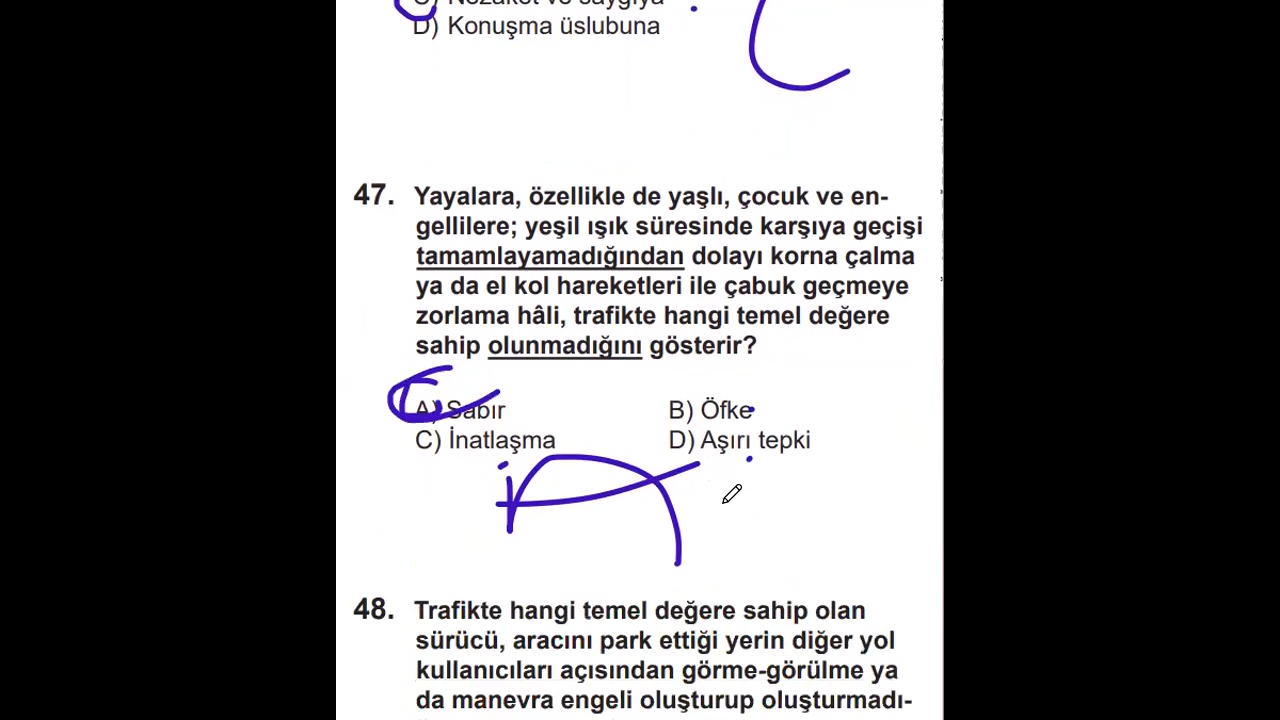 C) Nezaket ve saygıya
D) Konuşma üslubuna
47. Yayalara, özellikle de yaşlı, çocuk ve en-
gellilere; yeşil ışık süresinde karşıya geçişi
tamamlayamadığından dolayı korna çalma
ya da el kol hareketleri ile çabuk geçmeye
zorlama hâli, trafikte hangi temel değere
sahip olunmadığını gösterir?
A) Sabır B) Öfke
C) İnatlaşma D) Aşırı tepki
A
48. Trafikte hangi temel değere sahip olan
sürücü, aracını park ettiği yerin diğer yol
kullanıcıları açısından görme-görülme ya
da manevra engeli oluşturup oluşturmadı-